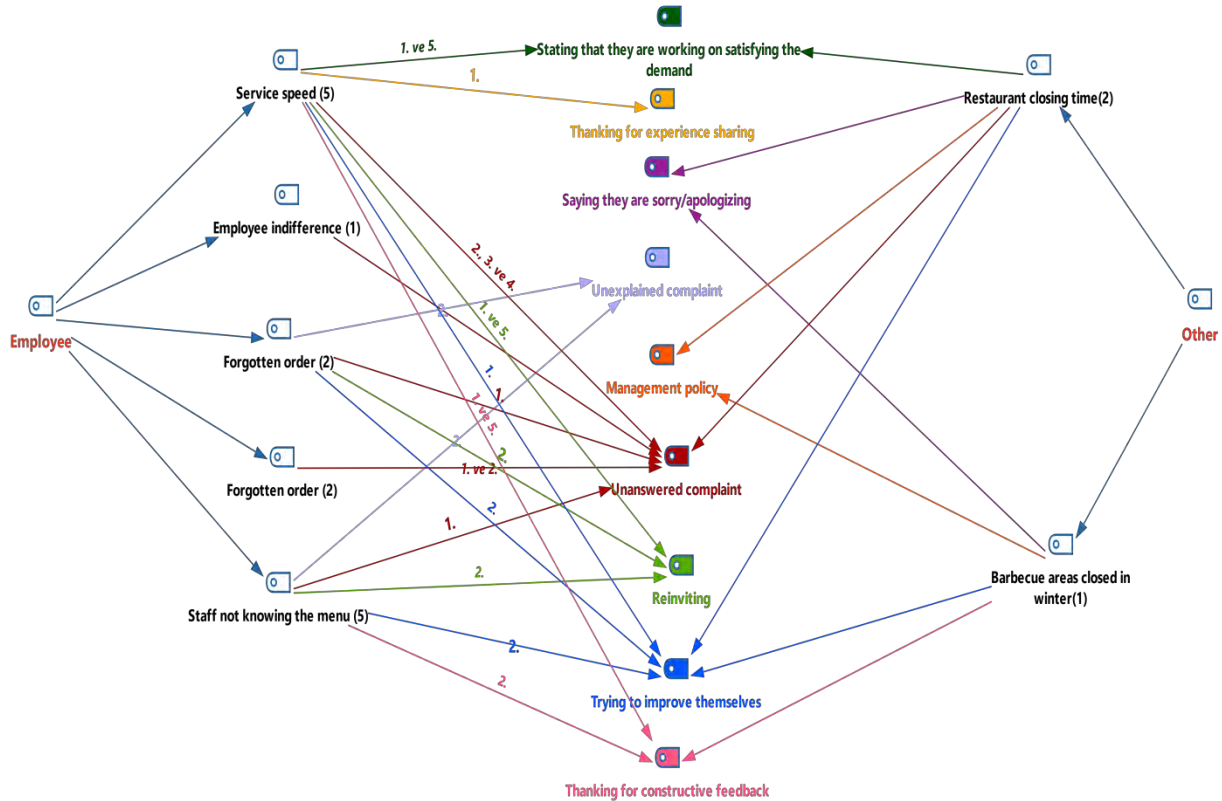 1. ve 5.
Stating that they are working on satisfying the
demand
1.
Service speed (5)
Restaurant closing time(2)
Thanking for experience sharing
Saying they are sorry/apologizing
Employee indifference (1)
2., 3. ve 4.
Unexplained complaint
Other
2.
1. ve 5.
Employee
Forgotten order (2)
1.
Management policy
1.
1 ve 5.
2.
2.
1. ve 2.
Forgotten order (2)
Unanswered complaint
2.
1.
2.
Reinviting
Barbecue areas closed in
winter(1)
Staff not knowing the menu (5)
2.
2.
Trying to improve themselves
Thanking for constructive feedback